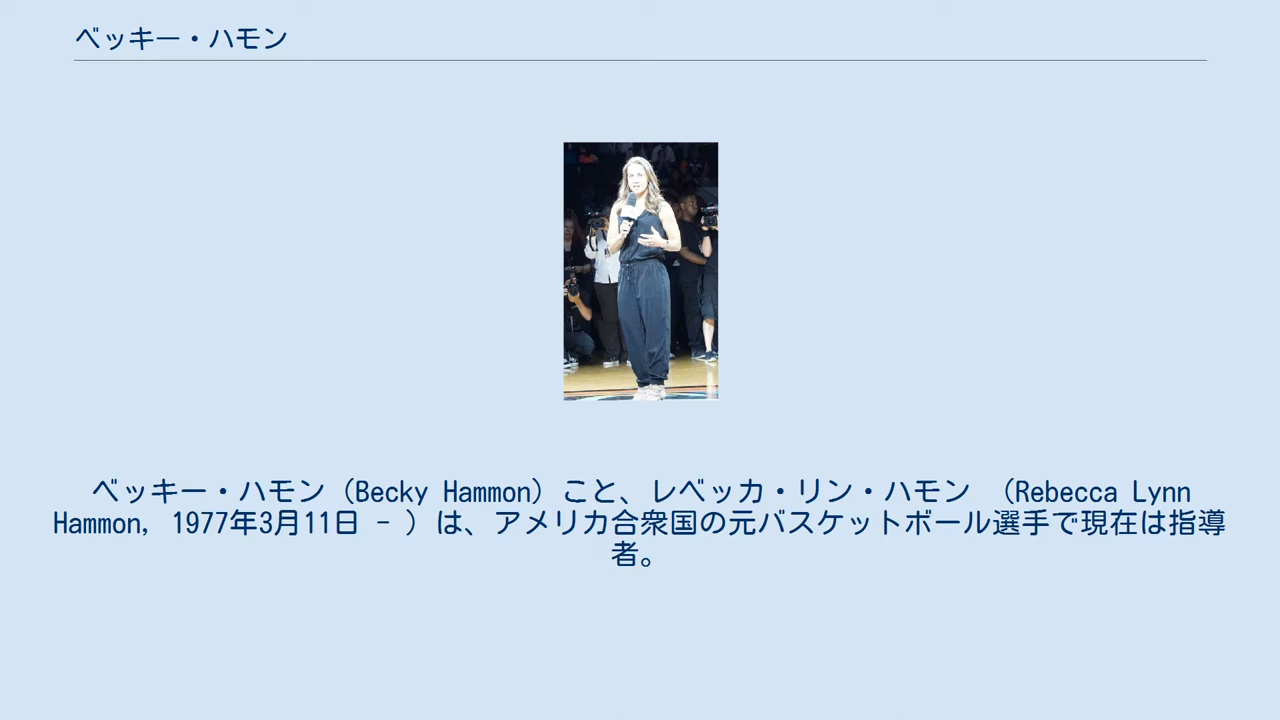 ベッキー・ハモン
ベッキー・ハモン（Becky Hammon）こと、レベッカ・リン・ハモン （Rebecca Lynn
Hammon, 1977年3月11日 - ）は、アメリカ合衆国の元バスケットボール選手で現在は指導
者。